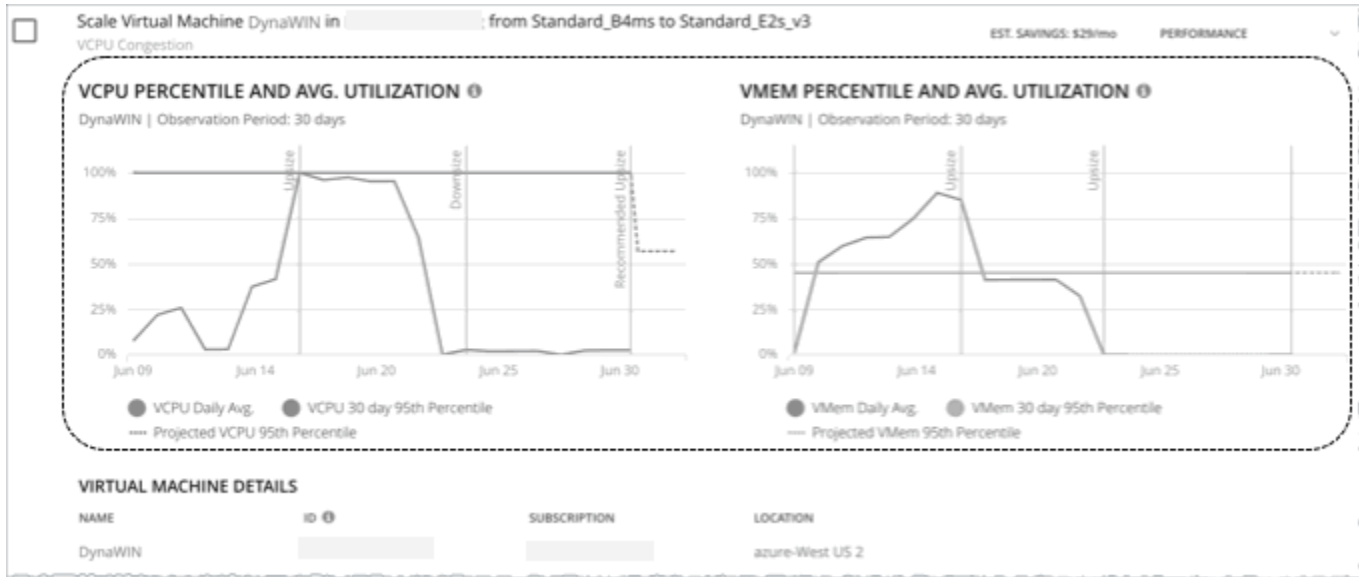 Scale Virtual Machine DynaWIN in from Standard_B4ms to Standard_E2s_v3
EST. SAVINGS: $29/mo
PERFORMANCE
VCPU Congestion
VCPU PERCENTILE AND AVG. UTILIZATION
DynaWIN | Observation Period: 30 days
100%
75%
50%
25%
0%
Upsize
Downsize
Recommended Upsize
Jun 09
Jun 14
Jun 20
Jun 25
Jun 30
VCPU Daily Avg.
VCPU 30 day 95th Percentile
Projected VCPU 95th Percentile
VMEM PERCENTILE AND AVG. UTILIZATION
DynaWIN | Observation Period: 30 days
100%
75%
50%
25%
0%
Upsize
Upsize
Jun 09
Jun 14
Jun 20
Jun 25
Jun 30
VMem Daily Avg.
VMem 30 day 95th Percentile
Projected VMem 95th Percentile
VIRTUAL MACHINE DETAILS
NAME
ID
SUBSCRIPTION
LOCATION
DynaWIN
azure-West US 2